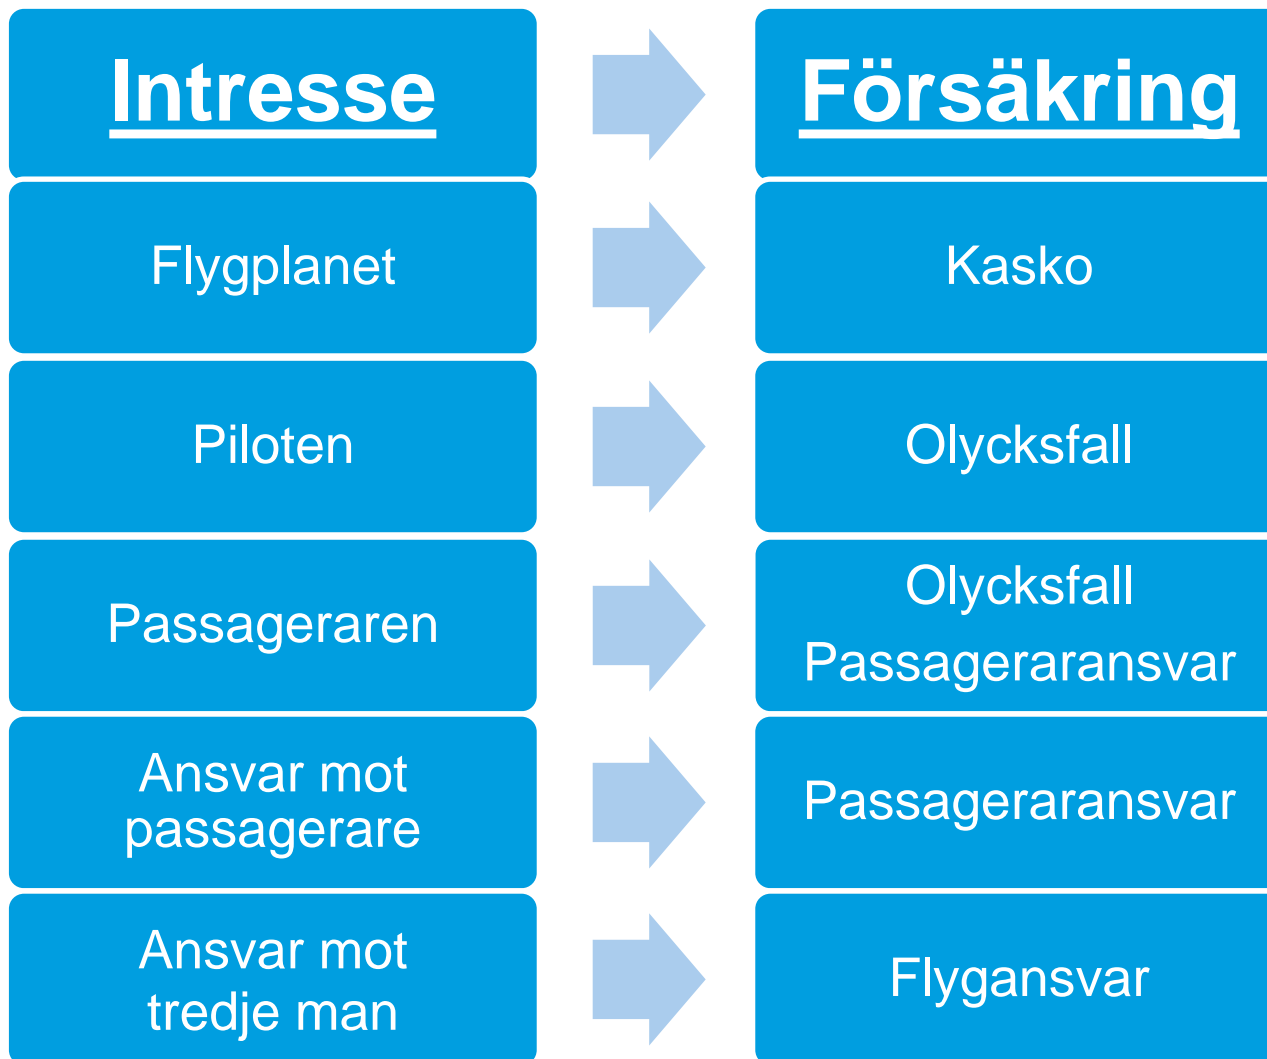 Intresse
Försäkring
Flygplanet
Kasko
Piloten
Olycksfall
Passageraren
Olycksfall
Passageraransvar
Ansvar mot
passagerare
Passageraransvar
Ansvar mot
tredje man
Flygansvar